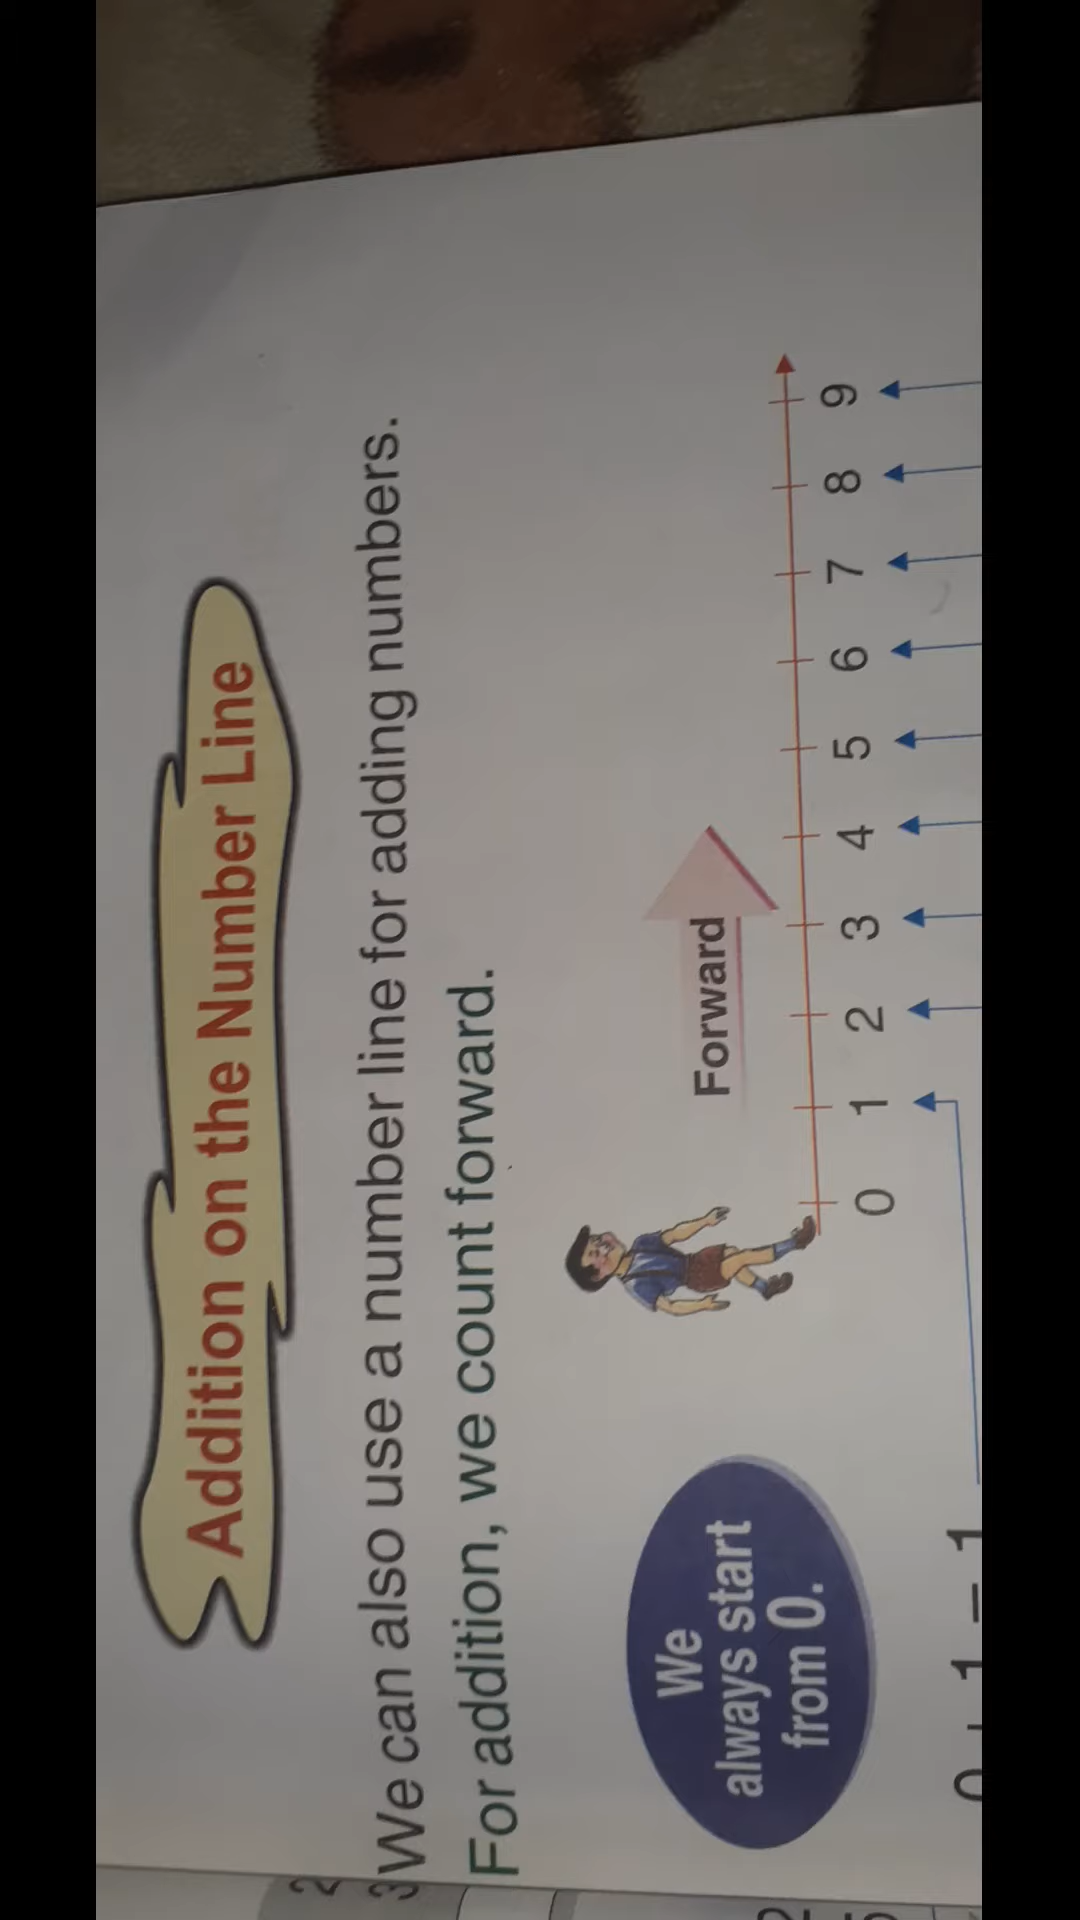 Addition on the Number Line
We can also use a number line for adding numbers.
For addition, we count forward.
We
always start
from 0.
Forward
0 1 2 3 4 5 6 7 8 9